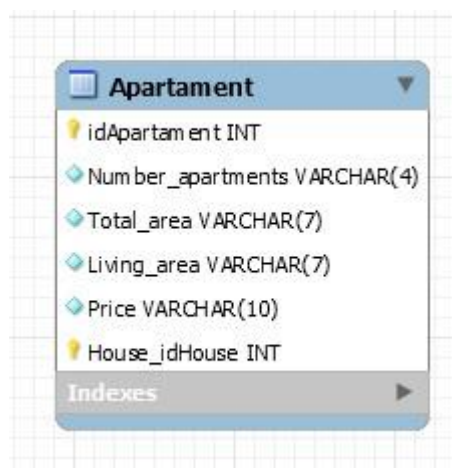 Apartament
idApartament INT
Number_apartments VARCHAR(4)
Total_area VARCHAR(7)
Living_area VARCHAR(7)
Price VARCHAR(10)
House_idHouse INT
Indexes